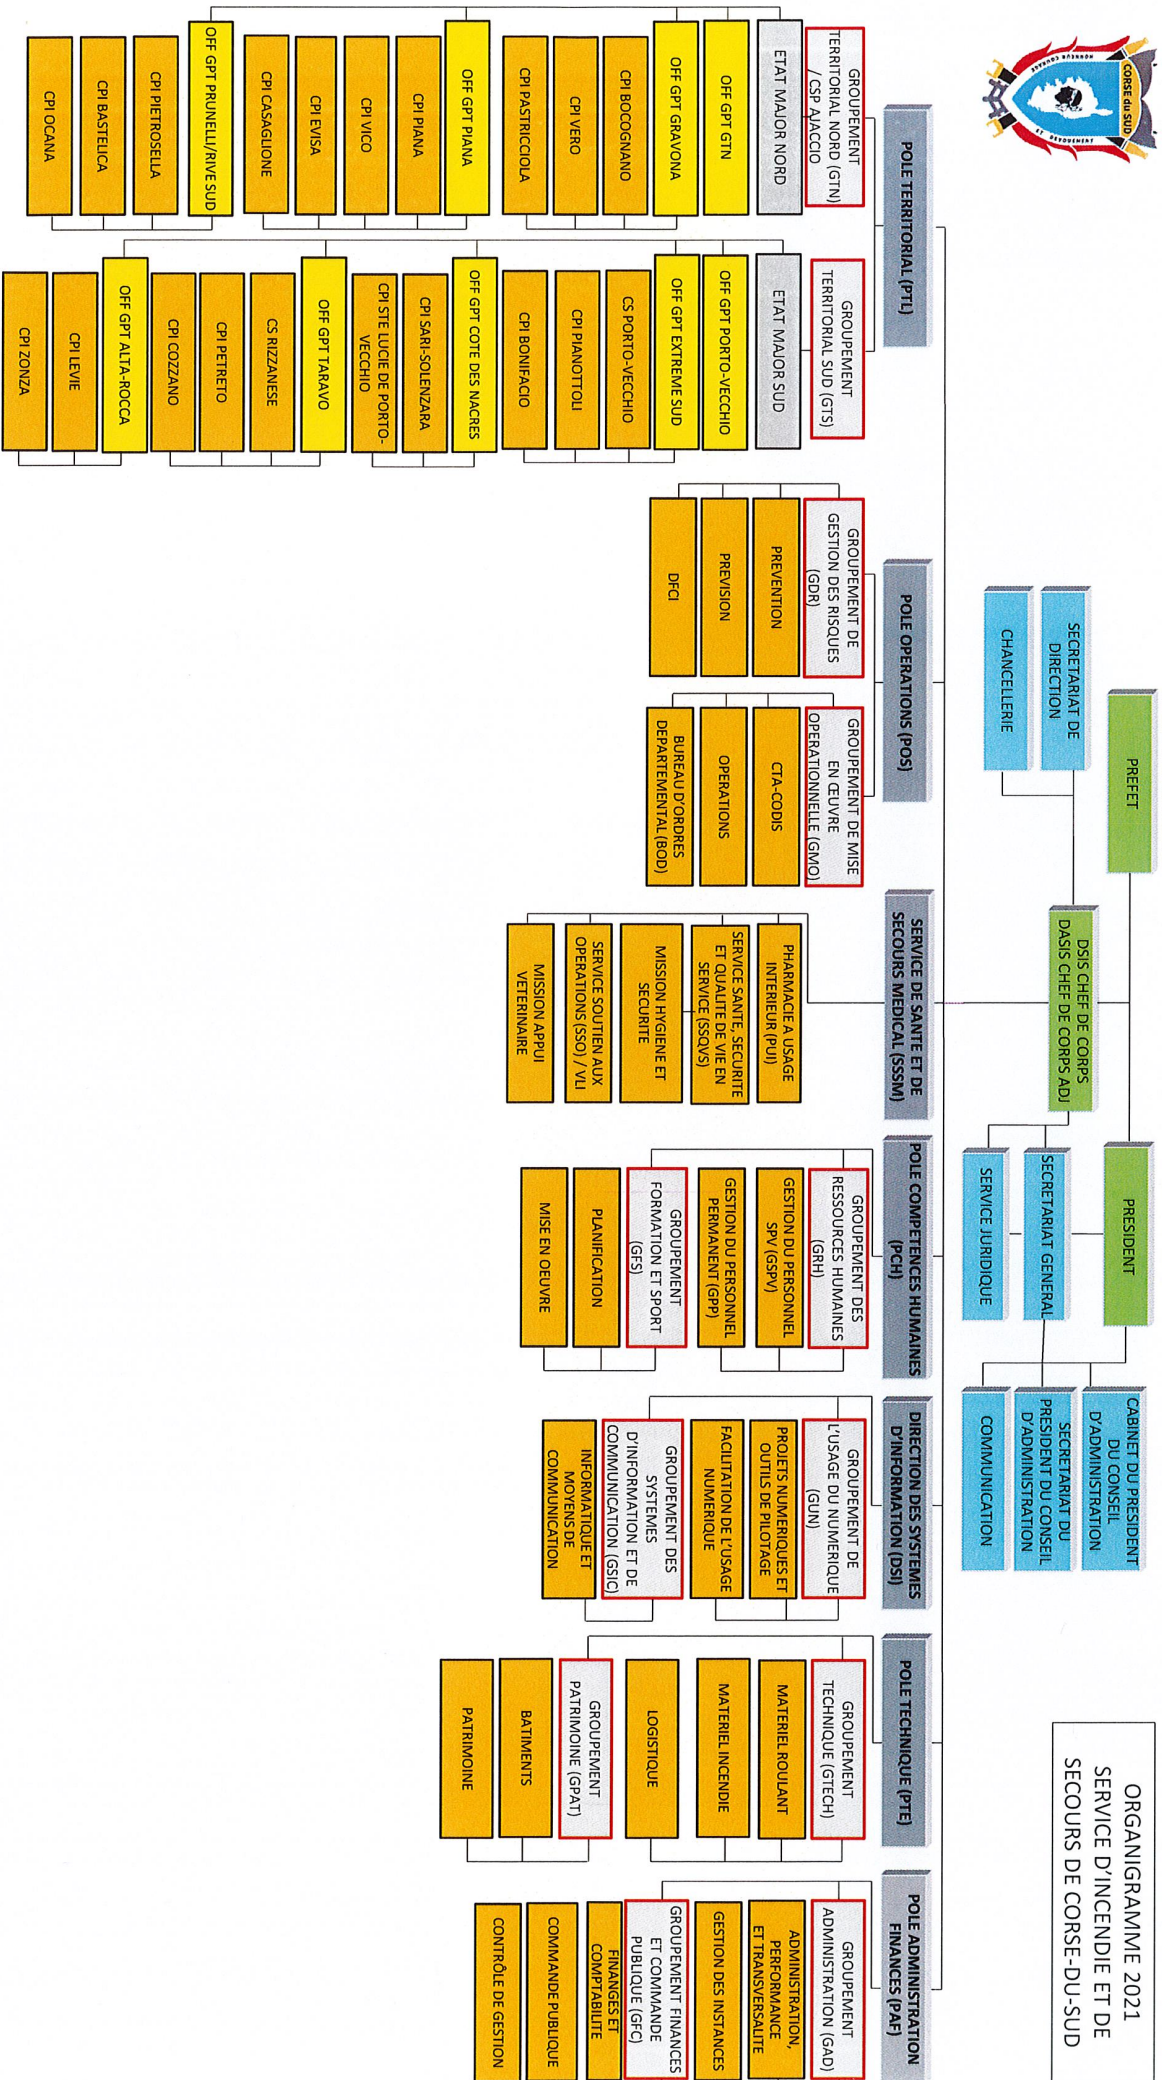 CORSE du SUD
HONNEUR COURAGE
ORGANIGRAMME 2021
SERVICE D'INCENDIE ET DE
SECOURS DE CORSE-DU-SUD
PREFET
PRESIDENT
DSIS CHEF DE CORPS
DASIS CHEF DE CORPS ADJ
SECRETARIAT DE
DIRECTION
CHANCELLERIE
SECRETARIAT GENERAL
SERVICE JURIDIQUE
CABINET DU PRESIDENT
DU CONSEIL
D'ADMINISTRATION
SECRETARIAT DU
PRESIDENT DU CONSEIL
D'ADMINISTRATION
COMMUNICATION
POLE TERRITORIAL (PTL)
GROUPEMENT
TERRITORIAL NORD (GTN)
/ CSP AJACCIO
ETAT MAJOR NORD
OFF GPT GTN
OFF GPT GRAVONA
CPI BOCOGNANO
CPI VERO
CPI PASTRICCIOLA
OFF GPT PIANA
CPI PIANA
CPI VICO
CPI EVISA
CPI CASAGLIONE
OFF GPT PRUNELLI/RIVE SUD
CPI PIETROSELLA
CPI BASTELICA
CPI OCANA
GROUPEMENT
TERRITORIAL SUD (GTS)
ETAT MAJOR SUD
OFF GPT PORTO-VECCHIO
OFF GPT EXTREME SUD
CS PORTO-VECCHIO
CPI PIANOTTOLI
CPI BONIFACIO
OFF GPT COTE DES NACRES
CPI SARI-SOLENZARA
CPI STE LUCIE DE PORTO-
VECCHIO
OFF GPT TARAVO
CS RIZZANESE
CPI PETRETO
CPI COZZANO
OFF GPT ALTA-ROCCA
CPI LEVIE
CPI ZONZA
POLE OPERATIONS (POS)
GROUPEMENT DE
GESTION DES RISQUES
(GDR)
PREVENTION
PREVISION
DFCI
GROUPEMENT DE MISE
EN ŒUVRE
OPERATIONNELLE (GMO)
CTA-CODIS
OPERATIONS
BUREAU D'ORDRES
DEPARTEMENTAL (BOD)
SERVICE DE SANTE ET DE
SECOURS MEDICAL (SSSM)
PHARMACIE A USAGE
INTERIEUR (PUI)
SERVICE SANTE, SECURITE
ET QUALITE DE VIE EN
SERVICE (SSQVS)
MISSION HYGIENE ET
SECURITE
SERVICE SOUTIEN AUX
OPERATIONS (SSO) / VLI
MISSION APPUI
VETERINAIRE
POLE COMPETENCES HUMAINES
(PCH)
GROUPEMENT DES
RESSOURCES HUMAINES
(GRH)
GESTION DU PERSONNEL
SPV (GSPV)
GESTION DU PERSONNEL
PERMANENT (GPP)
GROUPEMENT
FORMATION ET SPORT
(GFS)
PLANIFICATION
MISE EN OEUVRE
DIRECTION DES SYSTEMES
D'INFORMATION (DSI)
GROUPEMENT DE
L'USAGE DU NUMERIQUE
(GUN)
PROJETS NUMERIQUES ET
OUTILS DE PILOTAGE
FACILITATION DE L'USAGE
NUMERIQUE
GROUPEMENT DES
SYSTEMES
D'INFORMATION ET DE
COMMUNICATION (GSIC)
INFORMATIQUE ET
MOYENS DE
COMMUNICATION
POLE TECHNIQUE (PTE)
GROUPEMENT
TECHNIQUE (GTECH)
MATERIEL ROULANT
MATERIEL INCENDIE
LOGISTIQUE
GROUPEMENT
PATRIMOINE (GPAT)
BATIMENTS
PATRIMOINE
POLE ADMINISTRATION
FINANCES (PAF)
GROUPEMENT
ADMINISTRATION (GAD)
ADMINISTRATION,
PERFORMANCE
ET TRANSVERSALITE
GESTION DES INSTANCES
GROUPEMENT FINANCES
ET COMMANDE
PUBLIQUE (GFC)
FINANCES ET
COMPTABILITE
COMMANDE PUBLIQUE
CONTRÔLE DE GESTION